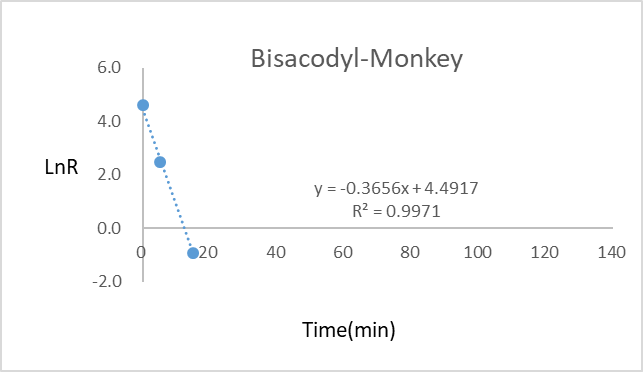 Bisacodyl-Monkey
6.0
4.0
LnR
2.0
y = -0.3656x + 4.4917
R² = 0.9971
0.0
0 20 40 60 80 100 120 140
-2.0
Time(min)